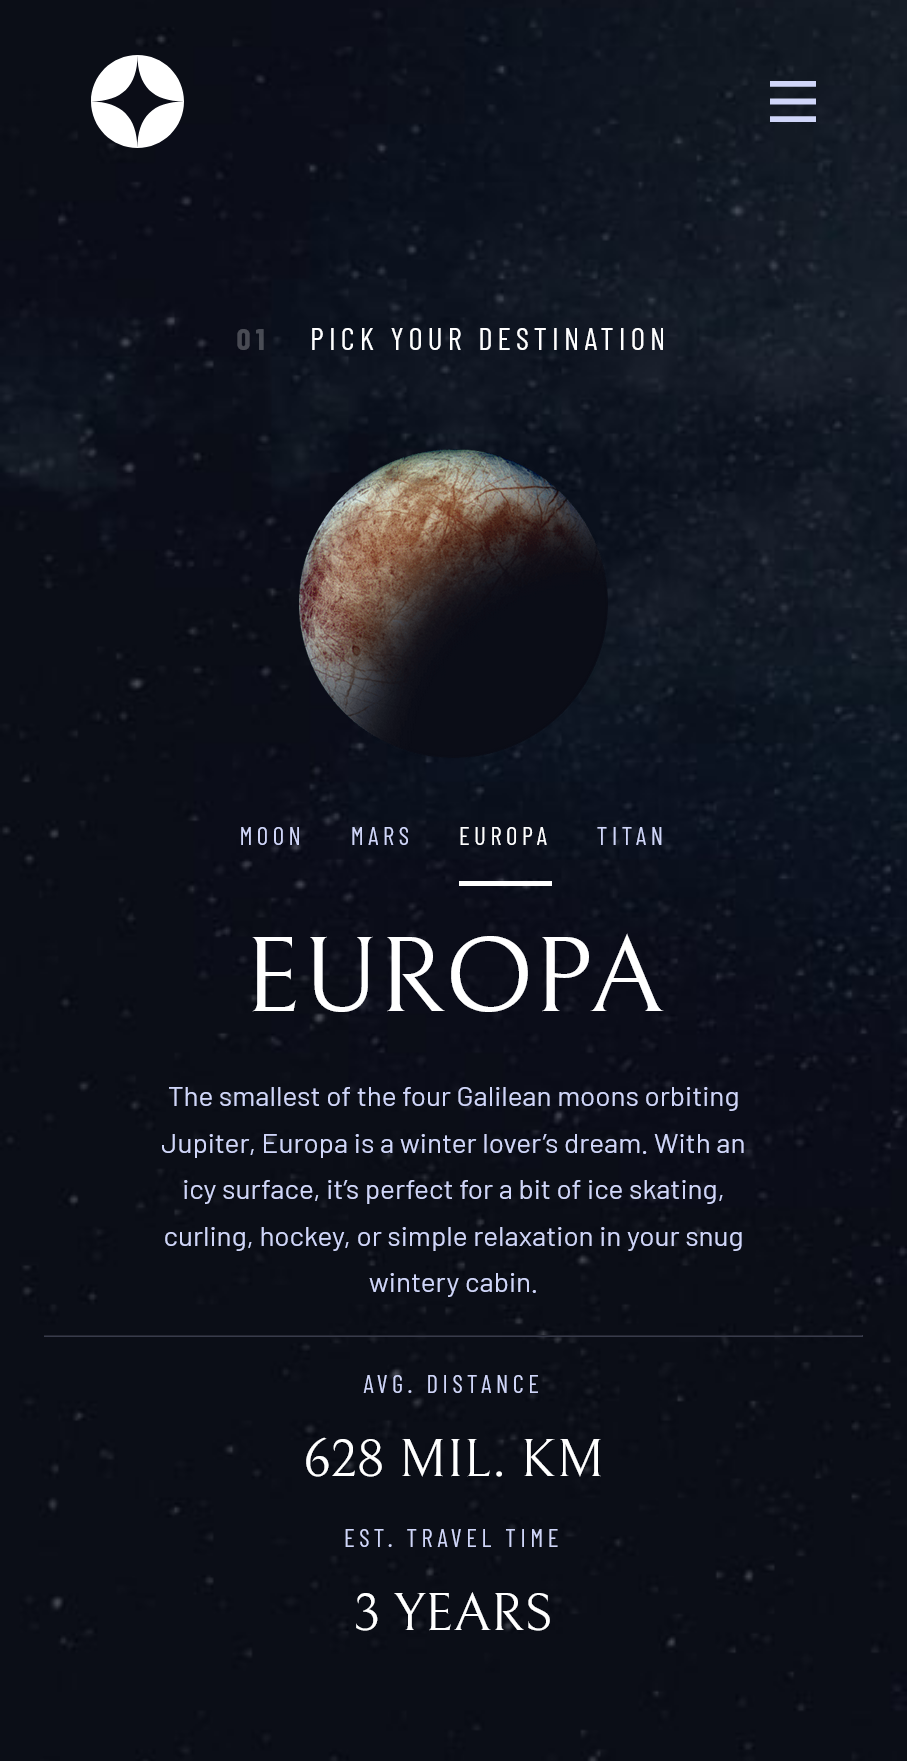 01 PICK YOUR DESTINATION
MOON MARS EUROPA TITAN
EUROPA
The smallest of the four Galilean moons orbiting
Jupiter, Europa is a winter lover’s dream. With an
icy surface, it’s perfect for a bit of ice skating,
curling, hockey, or simple relaxation in your snug
wintery cabin.
AVG. DISTANCE
628 MIL. KM
EST. TRAVEL TIME
3 YEARS